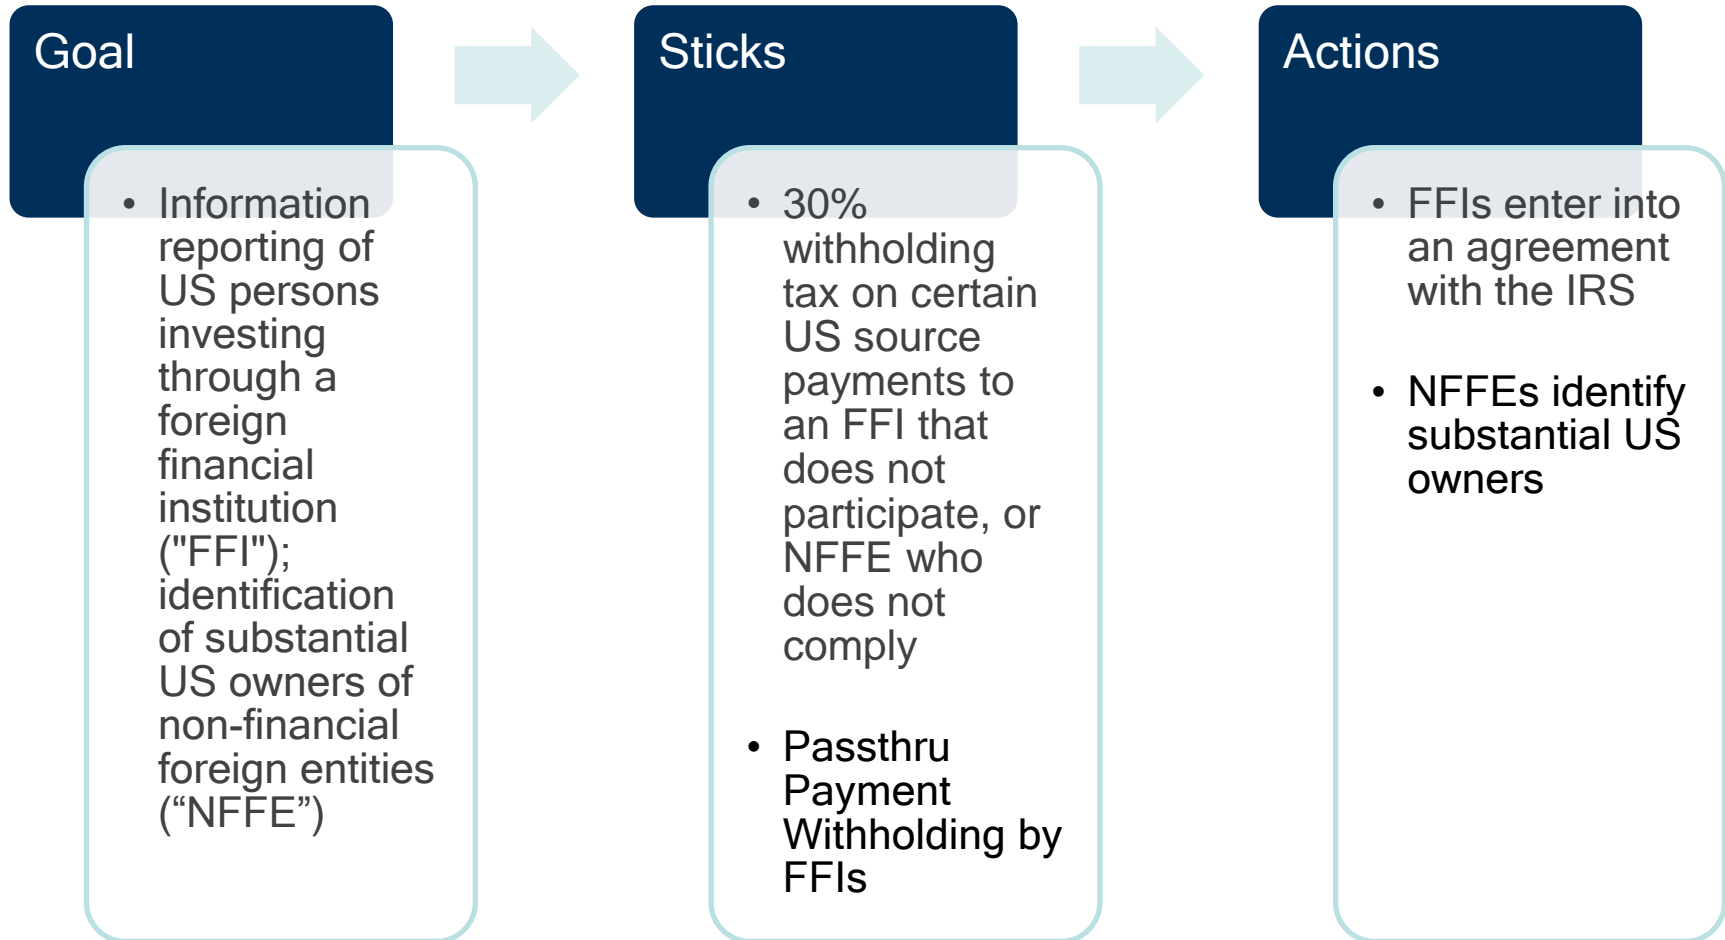 Goal
• Information
reporting of
US persons
investing
through a
foreign
financial
institution
("FFI");
identification
of substantial
US owners of
non-financial
foreign entities
(“NFFE”)
Sticks
• 30%
withholding
tax on certain
US source
payments to
an FFI that
does not
participate, or
NFFE who
does not
comply
• Passthru
Payment
Withholding by
FFIs
Actions
• FFIs enter into
an agreement
with the IRS
• NFFEs identify
substantial US
owners